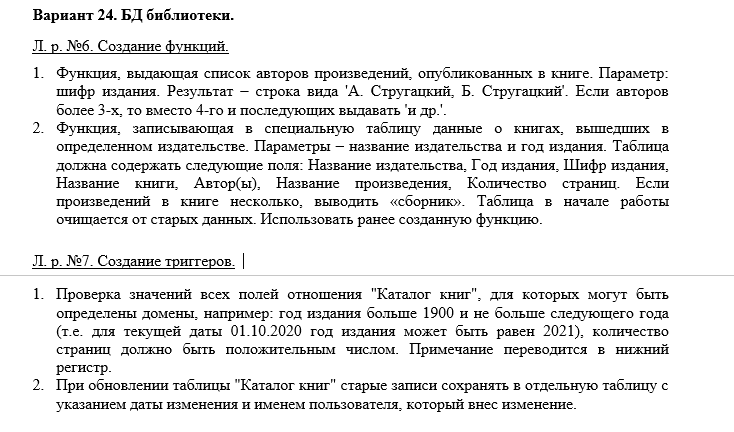 Вариант 24. БД библиотеки.
Л. р. №6. Создание функций.
1. Функция, выдающая список авторов произведений, опубликованных в книге. Параметр:
шифр издания. Результат – строка вида 'А. Стругацкий, Б. Стругацкий'. Если авторов
более 3-х, то вместо 4-го и последующих выдавать 'и др.'.
2. Функция, записывающая в специальную таблицу данные о книгах, вышедших в
определенном издательстве. Параметры – название издательства и год издания. Таблица
должна содержать следующие поля: Название издательства, Год издания, Шифр издания,
Название книги, Автор(ы), Название произведения, Количество страниц. Если
произведений в книге несколько, выводить «сборник». Таблица в начале работы
очищается от старых данных. Использовать ранее созданную функцию.
Л. р. №7. Создание триггеров.
1. Проверка значений всех полей отношения "Каталог книг", для которых могут быть
определены домены, например: год издания больше 1900 и не больше следующего года
(т.е. для текущей даты 01.10.2020 год издания может быть равен 2021), количество
страниц должно быть положительным числом. Примечание переводится в нижний
регистр.
2. При обновлении таблицы "Каталог книг" старые записи сохранять в отдельную таблицу с
указанием даты изменения и именем пользователя, который внес изменение.